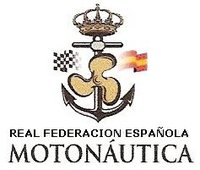 REAL FEDERACION ESPAÑOLA
MOTONÁUTICA